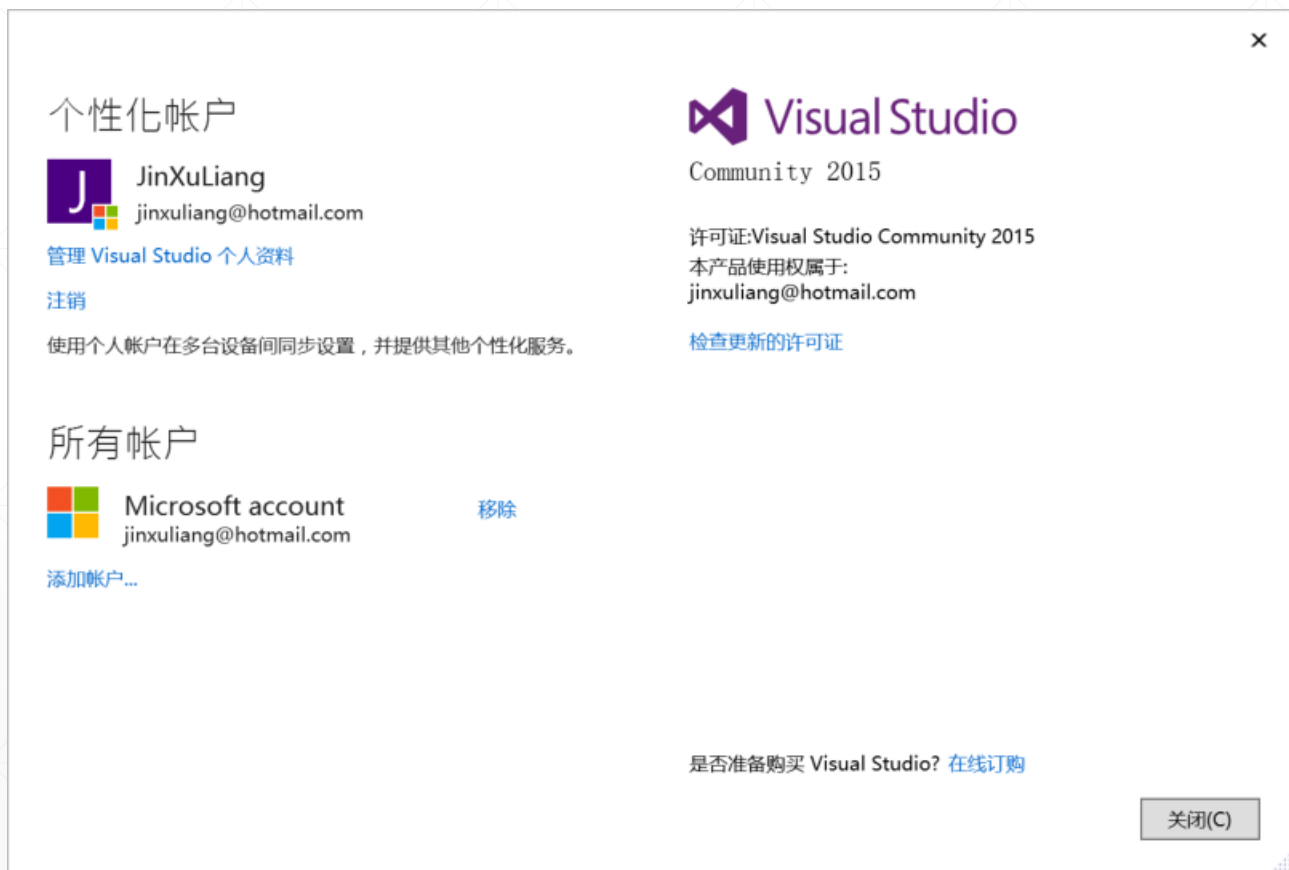 个性化帐户
J
JinXuLiang
jinxuliang@hotmail.com
管理 Visual Studio 个人资料
注销
使用个人帐户在多台设备间同步设置，并提供其他个性化服务。
所有帐户
Microsoft account
移除
jinxuliang@hotmail.com
添加帐户...
Visual Studio
Community 2015
许可证:Visual Studio Community 2015
本产品使用权属于:
jinxuliang@hotmail.com
检查更新的许可证
是否准备购买 Visual Studio? 在线订购
关闭(C)